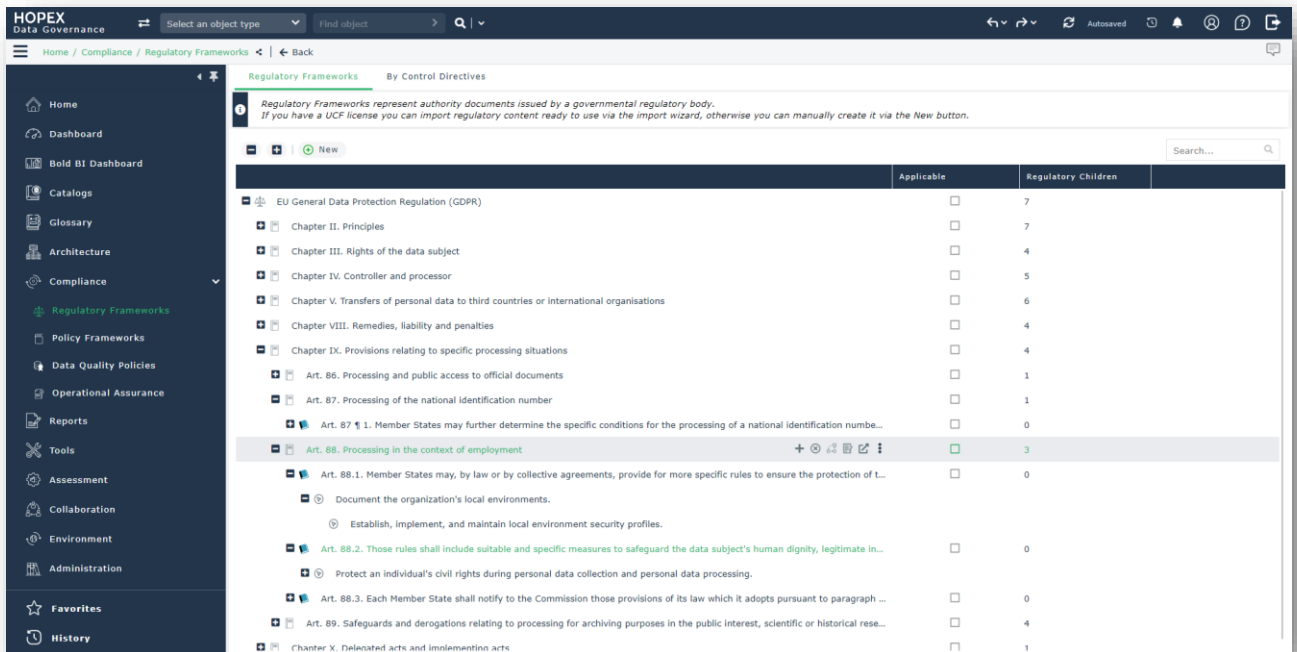 HOPEX
Data Governance
Select an object type
Find object
Autosaved
Home / Compliance / Regulatory Frameworks
Back
Home
Dashboard
Bold BI Dashboard
Catalogs
Glossary
Architecture
Compliance
Regulatory Frameworks
Policy Frameworks
Data Quality Policies
Operational Assurance
Reports
Tools
Assessment
Collaboration
Environment
Administration
Favorites
History
Regulatory Frameworks By Control Directives
Regulatory Frameworks represent authority documents issued by a governmental regulatory body.
If you have a UCF license you can import regulatory content ready to use via the import wizard, otherwise you can manually create it via the New button.
New
Search...
Applicable Regulatory Children
EU General Data Protection Regulation (GDPR) 7
Chapter II. Principles 7
Chapter III. Rights of the data subject 4
Chapter IV. Controller and processor 5
Chapter V. Transfers of personal data to third countries or international organisations 6
Chapter VIII. Remedies, liability and penalties 4
Chapter IX. Provisions relating to specific processing situations 4
Art. 86. Processing and public access to official documents 1
Art. 87. Processing of the national identification number 1
Art. 87 ¶ 1. Member States may further determine the specific conditions for the processing of a national identification numbe... 0
Art. 88. Processing in the context of employment 3
Art. 88.1. Member States may, by law or by collective agreements, provide for more specific rules to ensure the protection of t... 0
Document the organization's local environments.
Establish, implement, and maintain local environment security profiles.
Art. 88.2. Those rules shall include suitable and specific measures to safeguard the data subject's human dignity, legitimate in... 0
Protect an individual's civil rights during personal data collection and personal data processing.
Art. 88.3. Each Member State shall notify to the Commission those provisions of its law which it adopts pursuant to paragraph ... 0
Art. 89. Safeguards and derogations relating to processing for archiving purposes in the public interest, scientific or historical rese... 4
Chapter X. Delegated acts and implementing acts 1